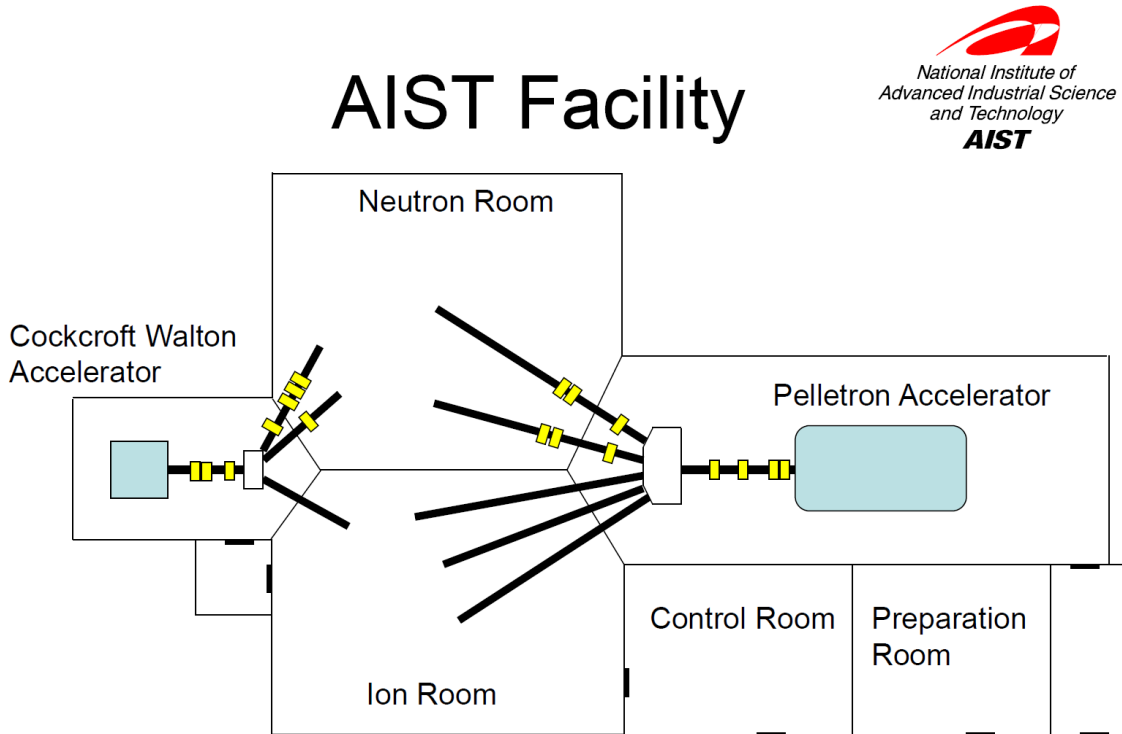 AIST Facility
National Institute of
Advanced Industrial Science
and Technology
AIST
Neutron Room
Cockcroft Walton
Accelerator
Pelletron Accelerator
Control Room
Preparation
Room
Ion Room